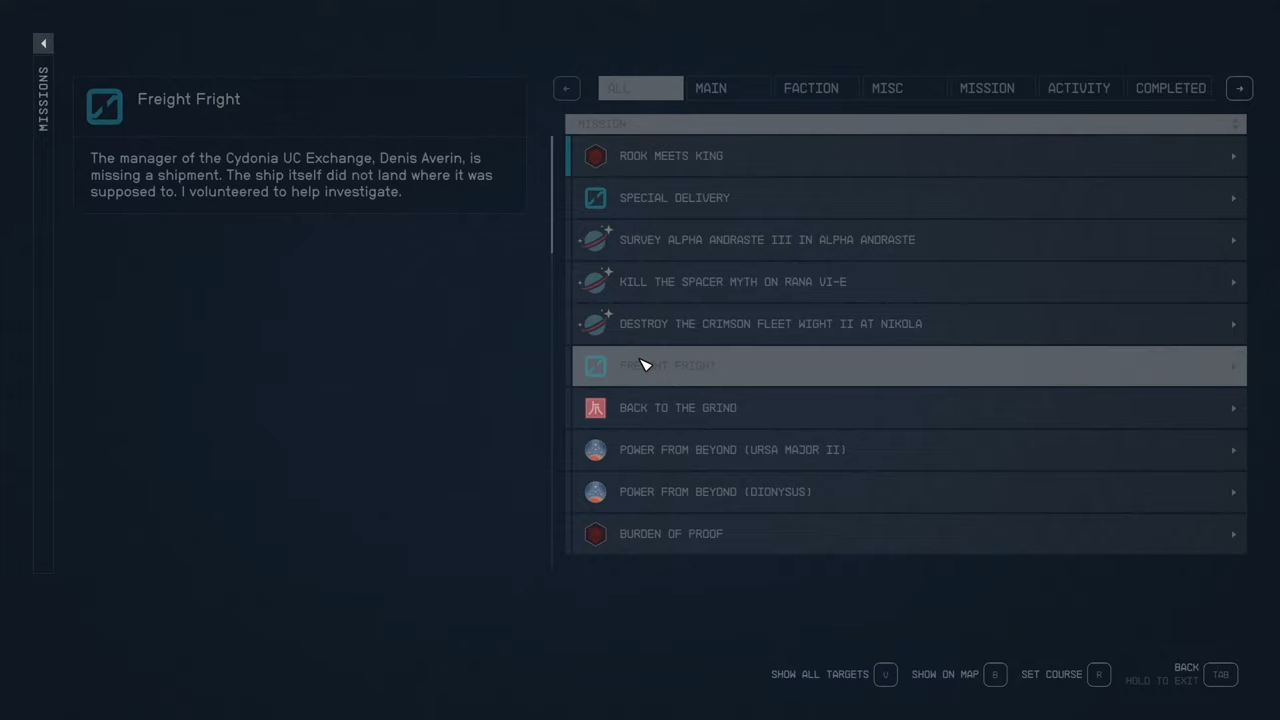 MISSIONS
Freight Fright
The manager of the Cydonia UC Exchange, Denis Averin, is
missing a shipment. The ship itself did not land where it was
supposed to. I volunteered to help investigate.
ALL MAIN FACTION MISC MISSION ACTIVITY COMPLETED
MISSION
ROOK MEETS KING
SPECIAL DELIVERY
SURVEY ALPHA ANDRASTE III IN ALPHA ANDRASTE
KILL THE SPACER MYTH ON RANA VI-E
DESTROY THE CRIMSON FLEET WIGHT II AT NIKOLA
FREIGHT FRIGHT
BACK TO THE GRIND
POWER FROM BEYOND (URSA MAJOR II)
POWER FROM BEYOND (DIONYSUS)
BURDEN OF PROOF
SHOW ALL TARGETS V SHOW ON MAP B SET COURSE R BACK TAB
HOLD TO EXIT